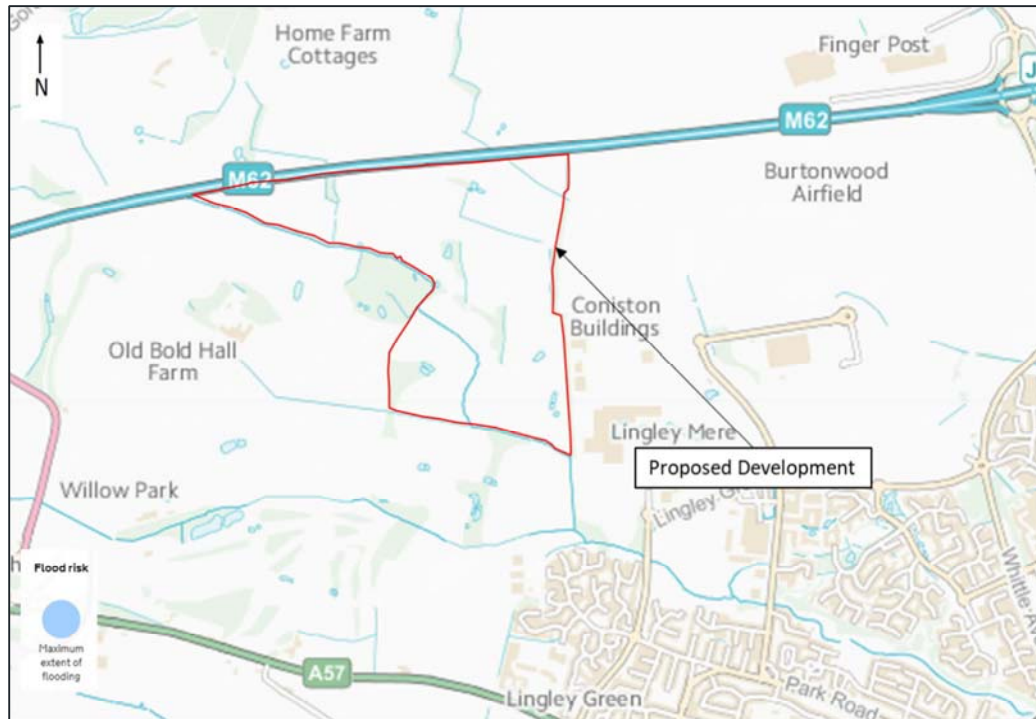 Home Farm
Cottages
Finger Post
N
J
M62
M62
Burtonwood
Airfield
Coniston
Buildings
Old Bold Hall
Farm
Lingley Mere
Proposed Development
Willow Park
Lingley Gr
Whittle A
h
Flood risk
Maximum
extent of
flooding
A57
Lingley Green
Park Road